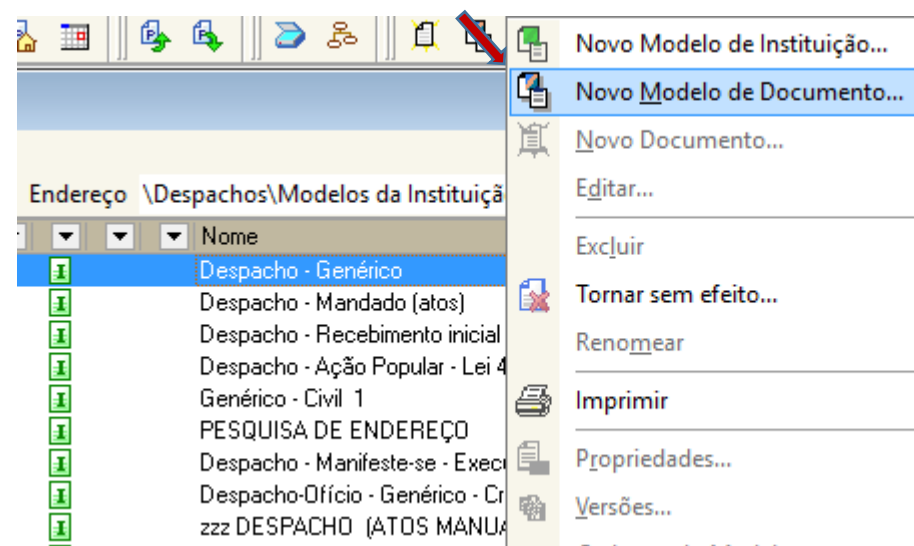 Novo Modelo de Instituição...
Novo Modelo de Documento...
Novo Documento...
Editar...
Excluir
Tornar sem efeito...
Renomear
Imprimir
Propriedades...
Versões...
Endereço \Despachos\Modelos da Instituiçã
Nome
Despacho - Genérico
Despacho - Mandado (atos)
Despacho - Recebimento inicial
Despacho - Ação Popular - Lei 4
Genérico - Civil 1
PESQUISA DE ENDEREÇO
Despacho - Manifeste-se - Exec
Despacho-Ofício - Genérico - Cr
zzz DESPACHO (ATOS MANUA